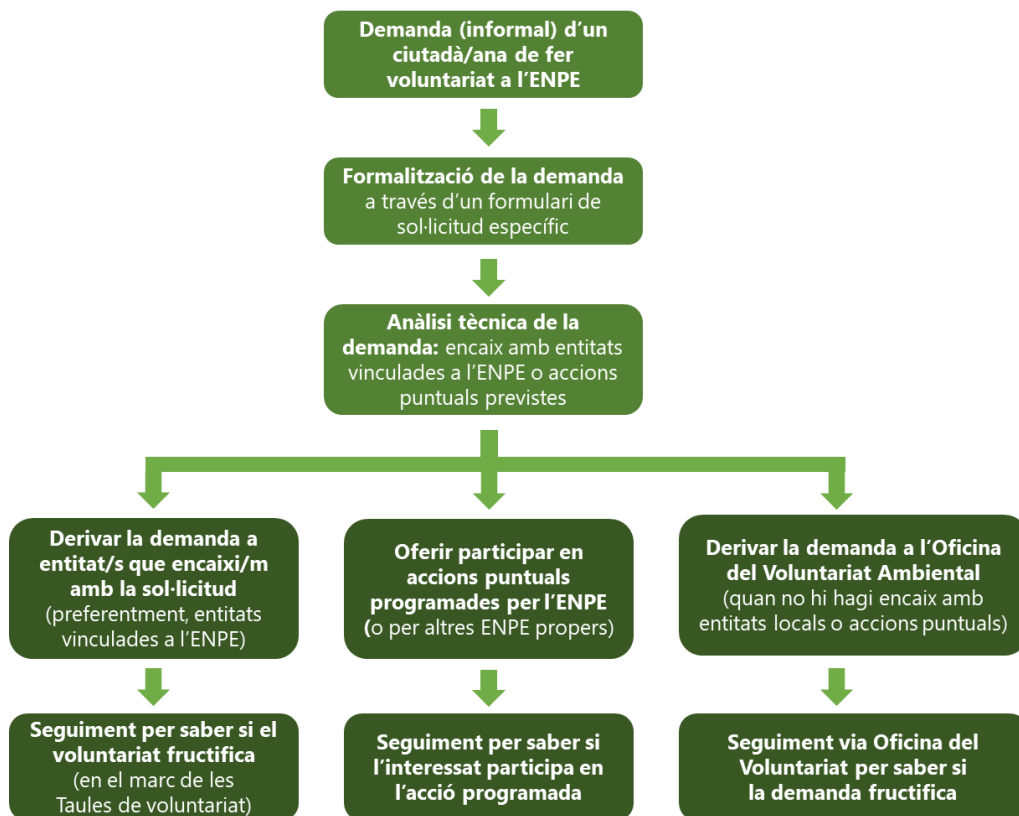 Demanda (informal) d'un
ciutadà/ana de fer
voluntariat a l'ENPE
Formalització de la demanda
a través d'un formulari de
sol·licitud específic
Anàlisi tècnica de la
demanda: encaix amb entitats
vinculades a l'ENPE o accions
puntuals previstes
Derivar la demanda a
entitat/s que encaixi/m
amb la sol·licitud
(preferentment, entitats
vinculades a l'ENPE)
Oferir participar en
accions puntuals
programades per l'ENPE
(o per altres ENPE propers)
Derivar la demanda a l'Oficina
del Voluntariat Ambiental
(quan no hi hagi encaix amb
entitats locals o accions puntuals)
Seguiment per saber si el
voluntariat fructifica
(en el marc de les
Taules de voluntariat)
Seguiment per saber si
l'interessat participa en
l'acció programada
Seguiment via Oficina del
Voluntariat per saber si
la demanda fructifica